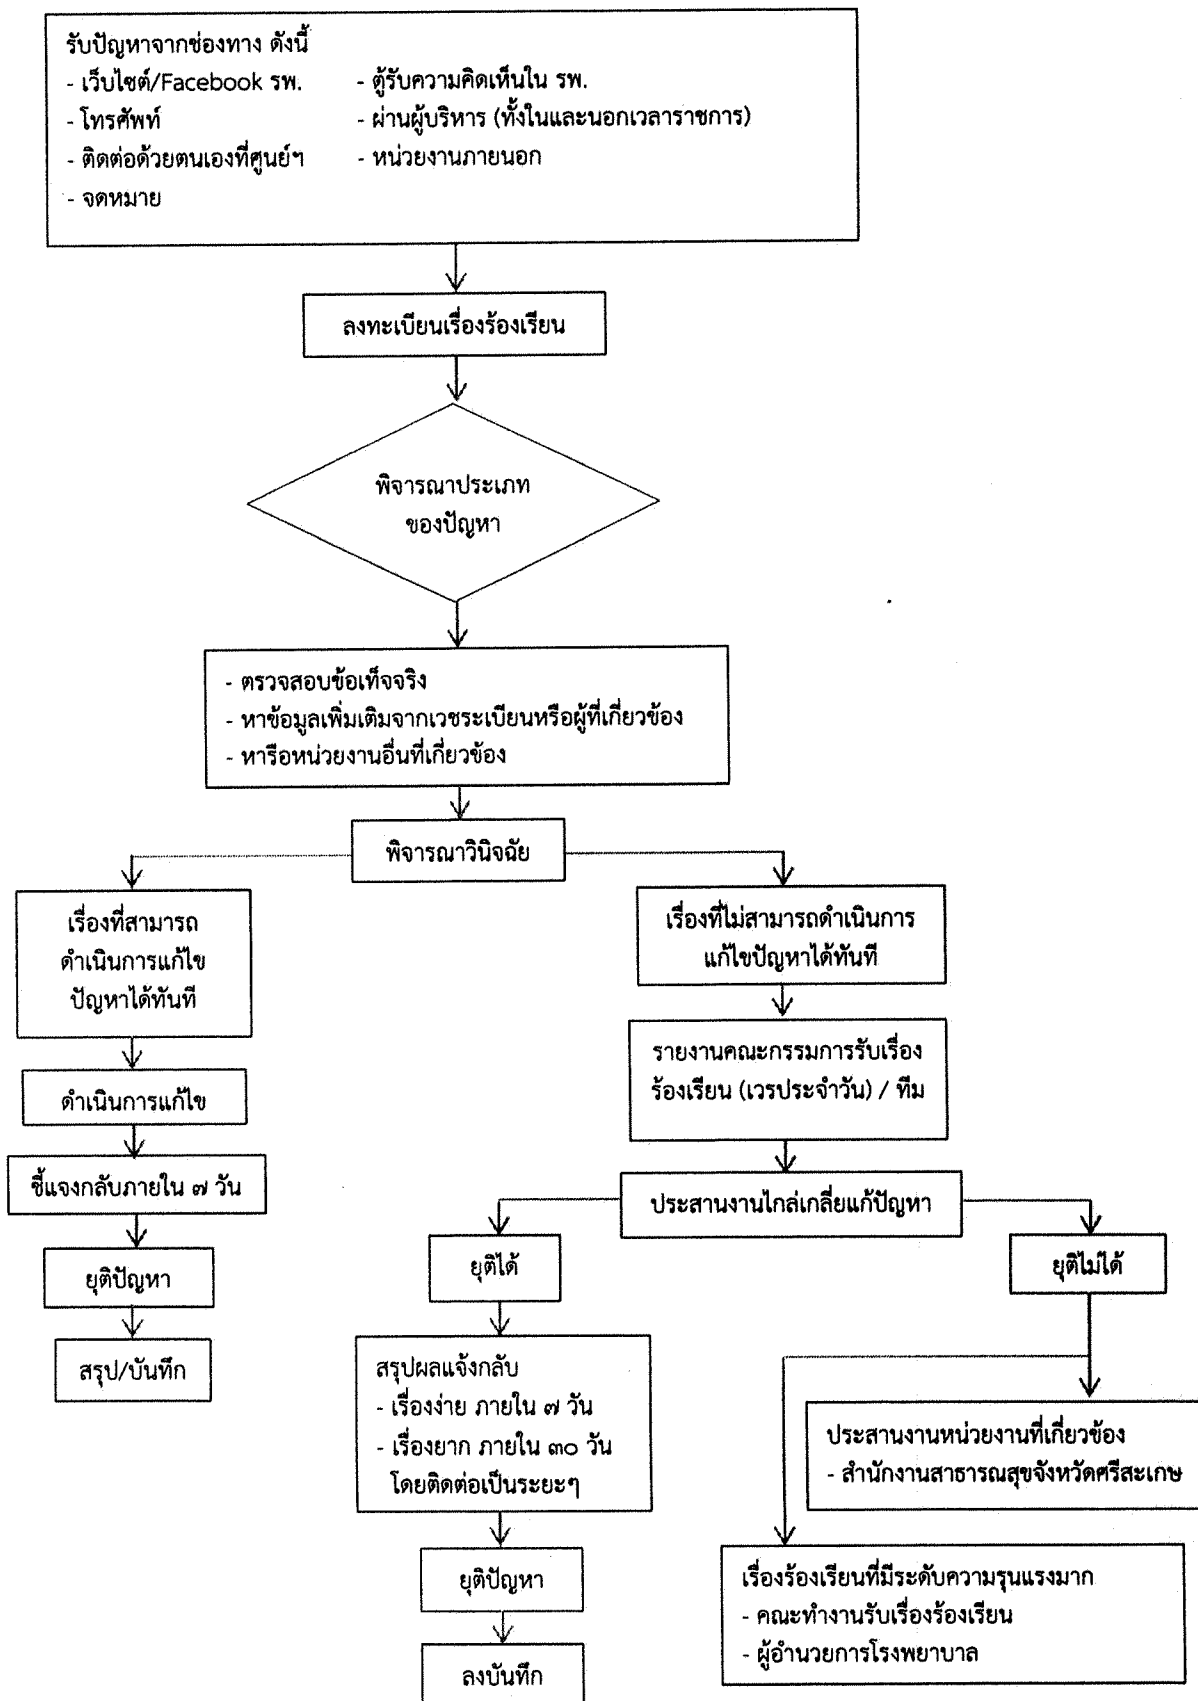 รับปัญหาจากช่องทาง ดังนี้
- เว็บไซต์/Facebook รพ.
- ตู้รับความคิดเห็นใน รพ.
- โทรศัพท์
- ผ่านผู้บริหาร (ทั้งในและนอกเวลาราชการ)
- ติดต่อด้วยตนเองที่ศูนย์ฯ
- หน่วยงานภายนอก
- จดหมาย
ลงทะเบียนเรื่องร้องเรียน
พิจารณาประเภท
ของปัญหา
- ตรวจสอบข้อเท็จจริง
- หาข้อมูลเพิ่มเติมจากเวชระเบียนหรือผู้ที่เกี่ยวข้อง
- หารือหน่วยงานอื่นที่เกี่ยวข้อง
พิจารณาวินิจฉัย
เรื่องที่สามารถ
ดำเนินการแก้ไข
ปัญหาได้ทันที
ดำเนินการแก้ไข
ชี้แจงกลับภายใน ๗ วัน
ยุติปัญหา
สรุป/บันทึก
เรื่องที่ไม่สามารถดำเนินการ
แก้ไขปัญหาได้ทันที
รายงานคณะกรรมการรับเรื่อง
ร้องเรียน (เวรประจำวัน) / ทีม
ประสานงานไกล่เกลี่ยแก้ปัญหา
ยุติได้
สรุปผลแจ้งกลับ
- เรื่องง่าย ภายใน ๗ วัน
- เรื่องยาก ภายใน ๓๐ วัน
โดยติดต่อเป็นระยะๆ
ยุติปัญหา
ลงบันทึก
ยุติไม่ได้
ประสานงานหน่วยงานที่เกี่ยวข้อง
- สำนักงานสาธารณสุขจังหวัดศรีสะเกษ
เรื่องร้องเรียนที่มีระดับความรุนแรงมาก
- คณะทำงานรับเรื่องร้องเรียน
- ผู้อำนวยการโรงพยาบาล